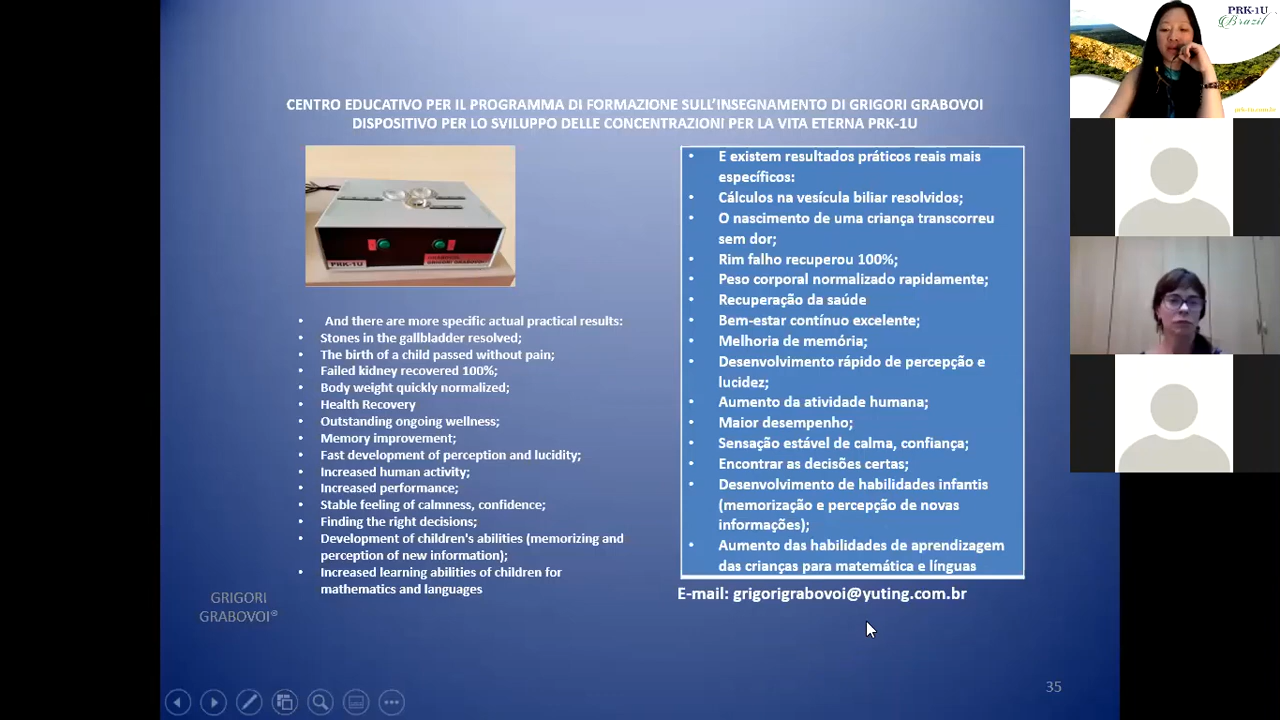 PRK-1U
Brazil
prk-1u.com.br
CENTRO EDUCATIVO PER IL PROGRAMMA DI FORMAZIONE SULL'INSEGNAMENTO DI GRIGORI GRABOVOI
DISPOSITIVO PER LO SVILUPPO DELLE CONCENTRAZIONI PER LA VITA ETERNA PRK-1U
PRK-1U
GRIGORI GRABOVOI
• And there are more specific actual practical results:
• Stones in the gallbladder resolved;
• The birth of a child passed without pain;
• Failed kidney recovered 100%;
• Body weight quickly normalized;
• Health Recovery
• Outstanding ongoing wellness;
• Memory improvement;
• Fast development of perception and lucidity;
• Increased human activity;
• Increased performance;
• Stable feeling of calmness, confidence;
• Finding the right decisions;
• Development of children's abilities (memorizing and
perception of new information);
• Increased learning abilities of children for
mathematics and languages
• E existem resultados práticos reais mais
específicos:
• Cálculos na vesícula biliar resolvidos;
• O nascimento de uma criança transcorreu
sem dor;
• Rim falho recuperou 100%;
• Peso corporal normalizado rapidamente;
• Recuperação da saúde
• Bem-estar contínuo excelente;
• Melhoria de memória;
• Desenvolvimento rápido de percepção e
lucidez;
• Aumento da atividade humana;
• Maior desempenho;
• Sensação estável de calma, confiança;
• Encontrar as decisões certas;
• Desenvolvimento de habilidades infantis
(memorização e percepção de novas
informações);
• Aumento das habilidades de aprendizagem
das crianças para matemática e línguas
E-mail: grigorigrabovoi@yuting.com.br
GRIGORI
GRABOVOI®
35